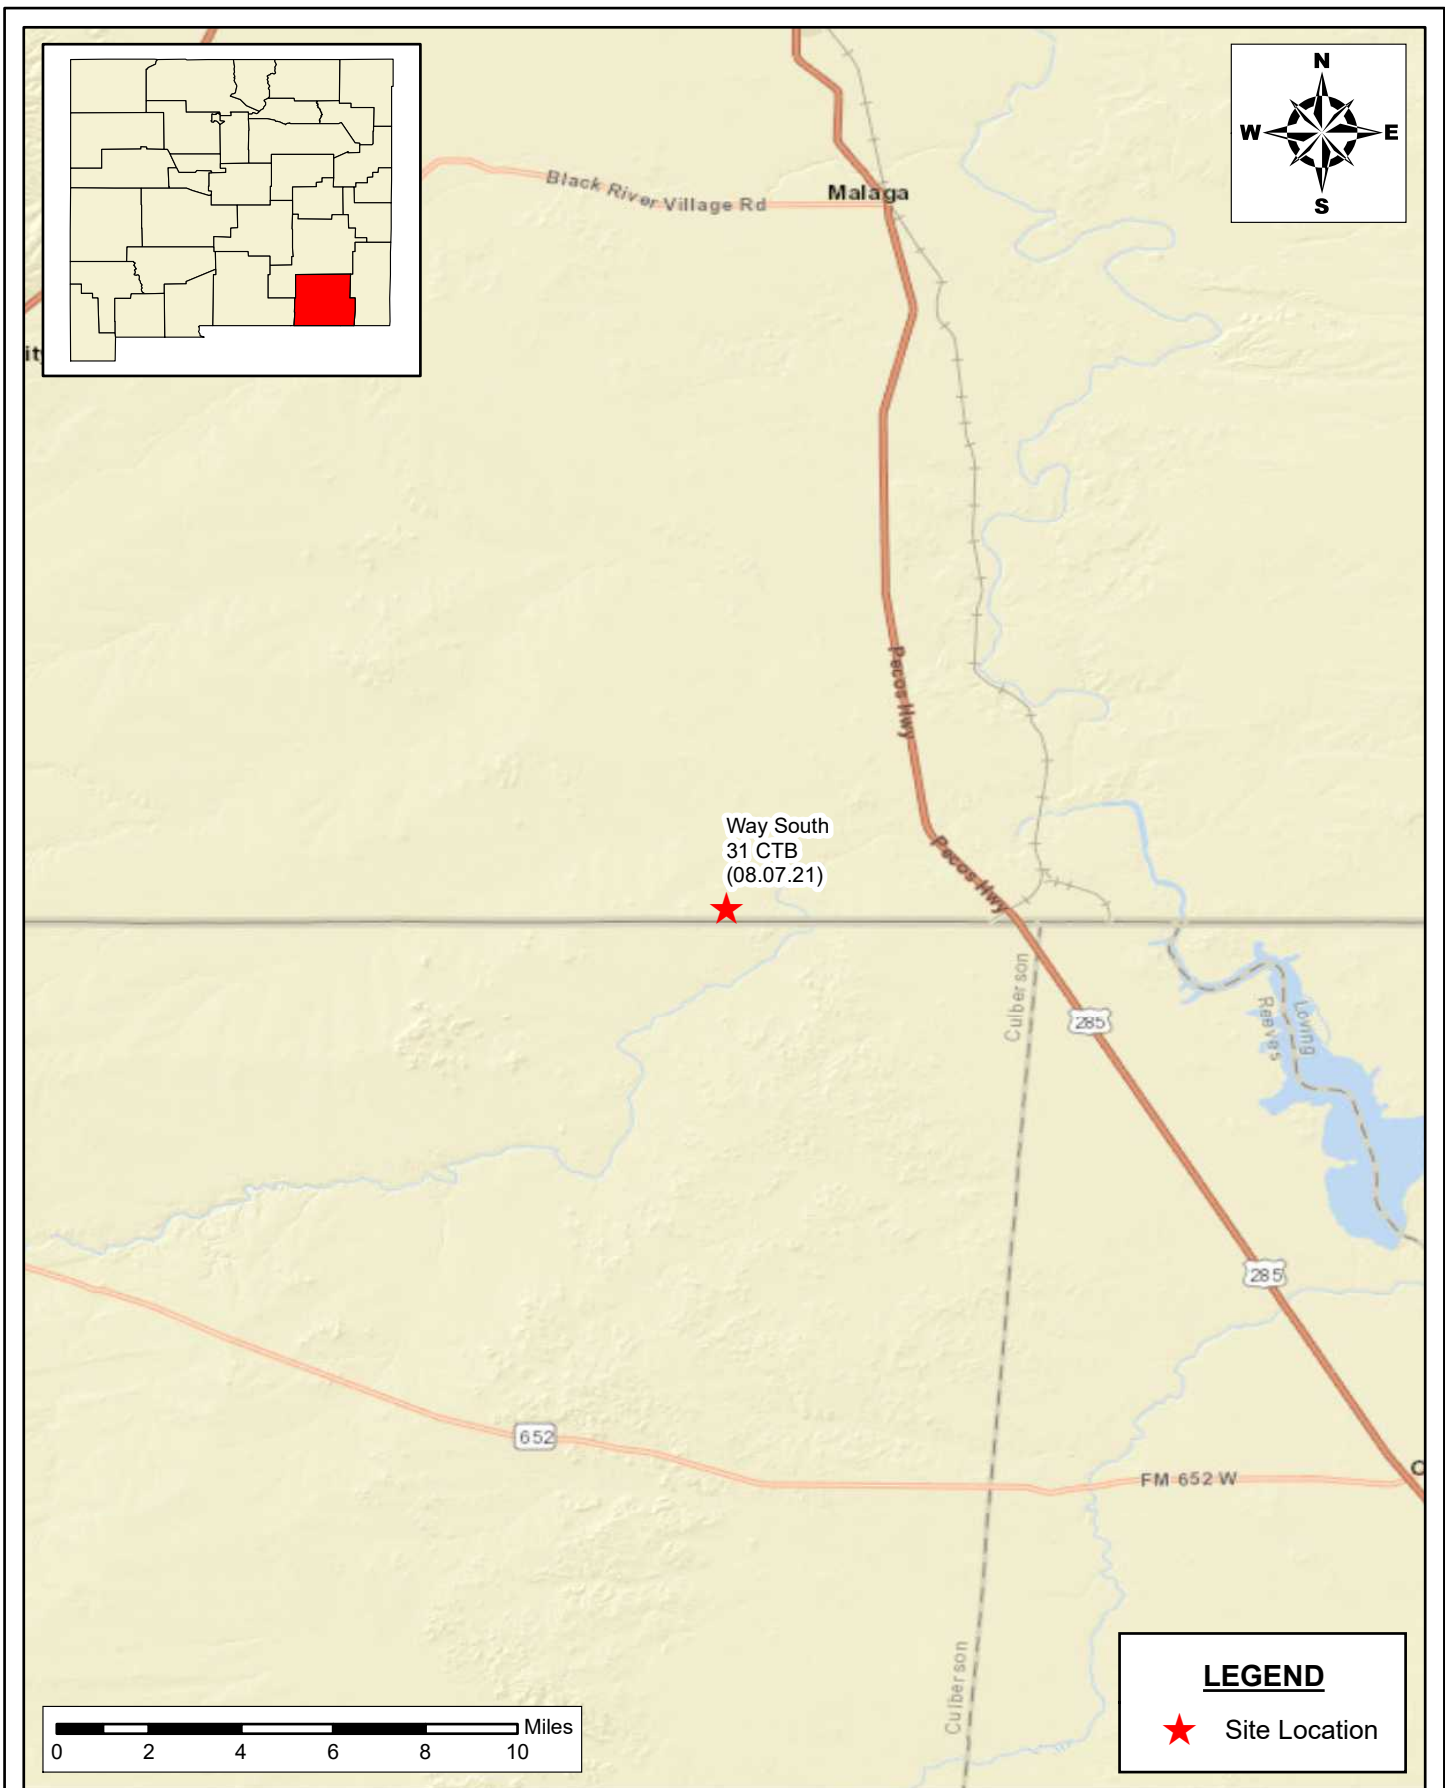 N
W E
S
Black River Village Rd
Malaga
ity
Pecos Hwy
Way South
31 CTB
(08.07.21)
Pecos Hwy
Culberson
285
Loving
Reeves
285
652
FM 652 W
Culberson
LEGEND
Site Location
Miles
0 2 4 6 8 10